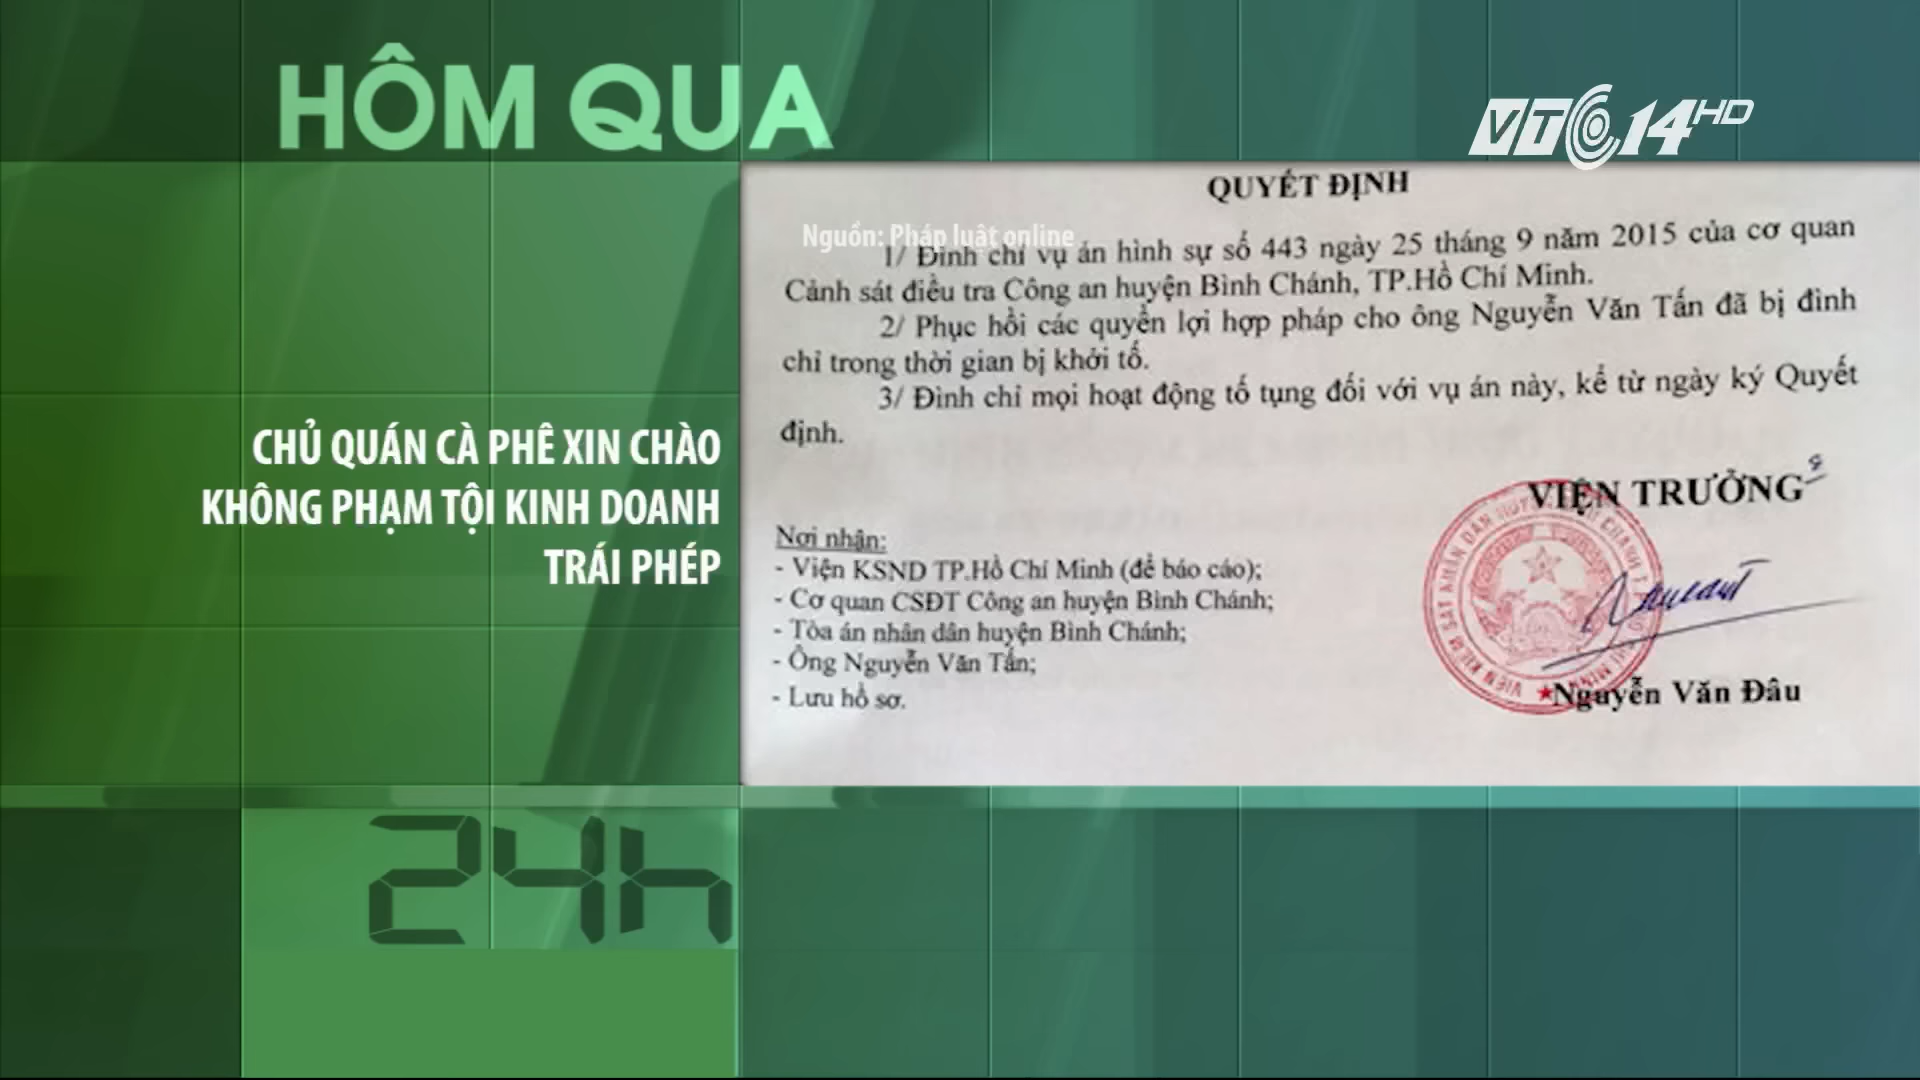 HÔM QUA
VTC14HD
QUYẾT ĐỊNH
Nguồn: Pháp luật online
1/ Đình chỉ vụ án hình sự số 443 ngày 25 tháng 9 năm 2015 của cơ quan
Cảnh sát điều tra Công an huyện Bình Chánh, TP.Hồ Chí Minh.
2/ Phục hồi các quyền lợi hợp pháp cho ông Nguyễn Văn Tấn đã bị đình
chỉ trong thời gian bị khởi tố.
3/ Đình chỉ mọi hoạt động tố tụng đối với vụ án này, kể từ ngày ký Quyết
định.
CHỦ QUÁN CÀ PHÊ XIN CHÀO
KHÔNG PHẠM TỘI KINH DOANH
TRÁI PHÉP
VIỆN TRƯỞNG
Nơi nhận:
- Viện KSND TP.Hồ Chí Minh (để báo cáo);
- Cơ quan CSĐT Công an huyện Bình Chánh;
- Tòa án nhân dân huyện Bình Chánh;
- Ông Nguyễn Văn Tấn;
- Lưu hồ sơ.
Nguyễn Văn Đâu
24h